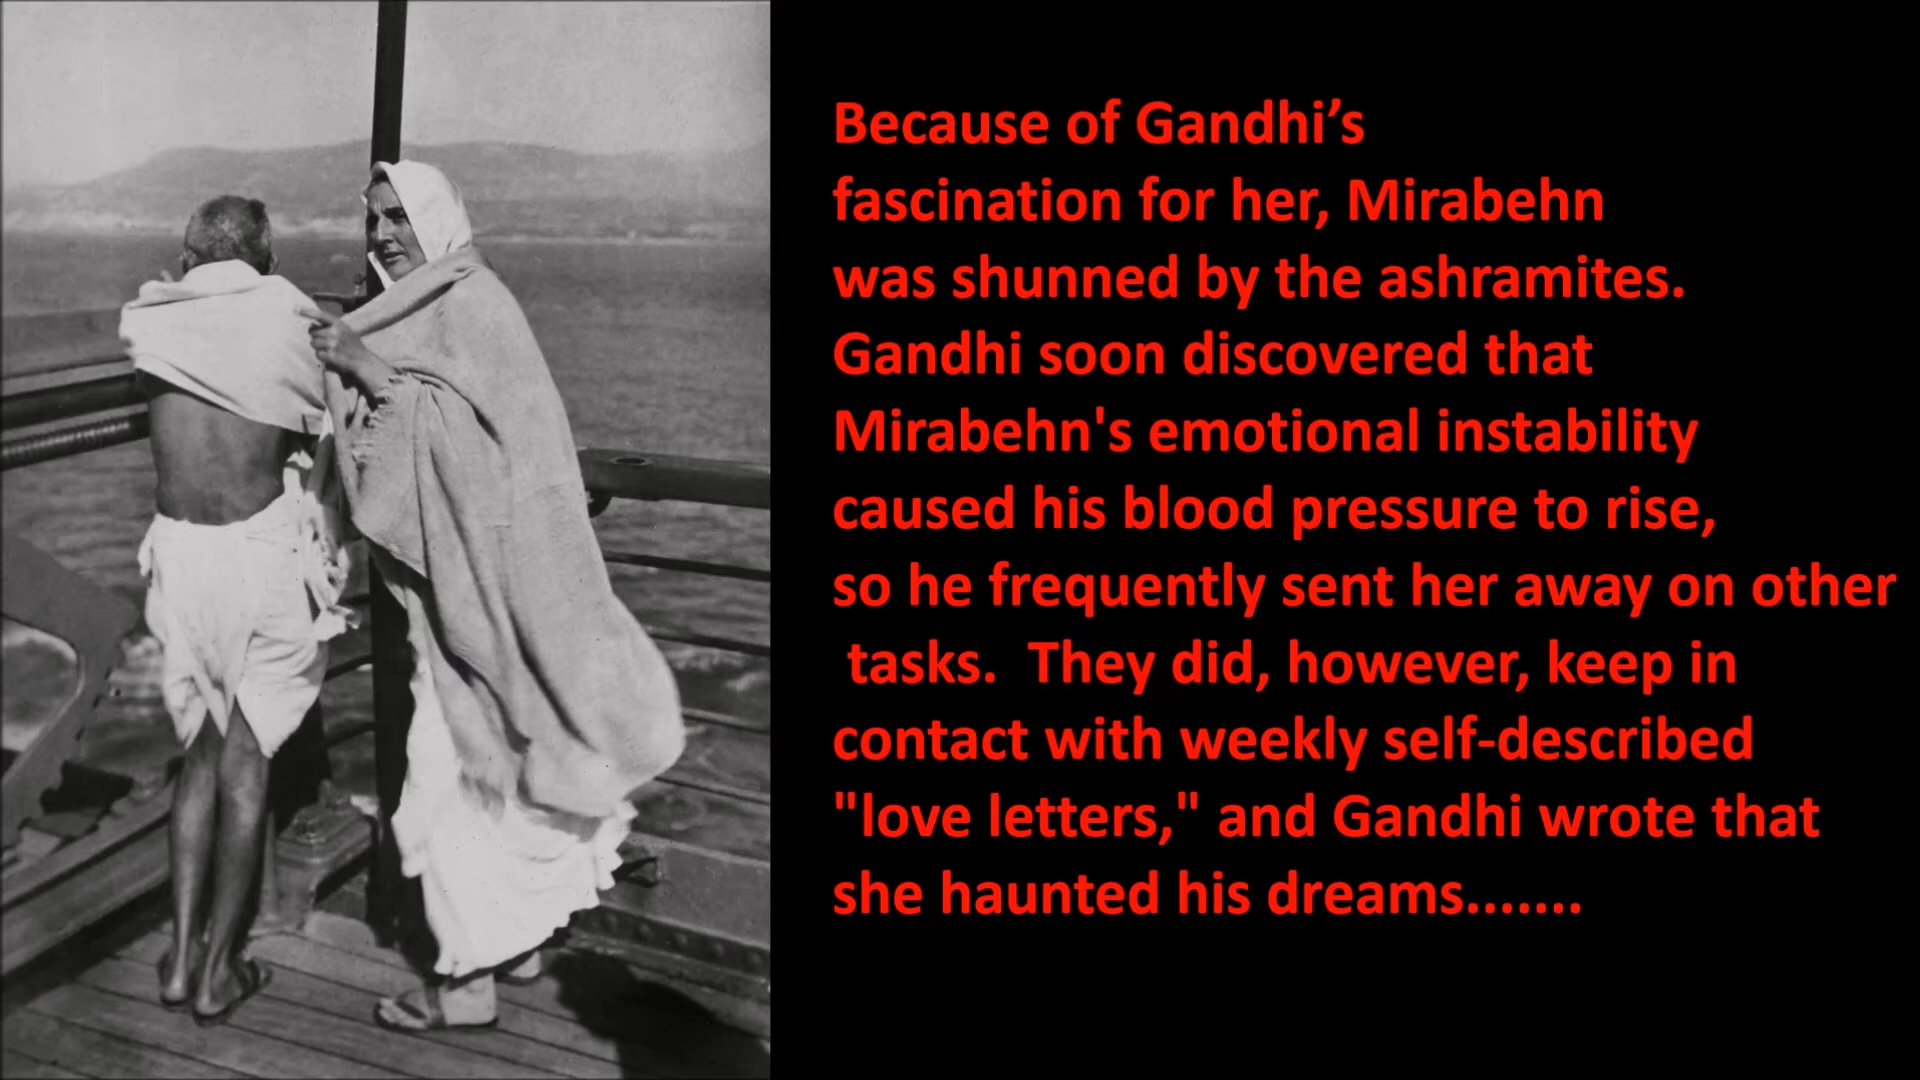 Because of Gandhi’s
fascination for her, Mirabehn
was shunned by the ashramites.
Gandhi soon discovered that
Mirabehn's emotional instability
caused his blood pressure to rise,
so he frequently sent her away on other
tasks.  They did, however, keep in
contact with weekly self-described
"love letters," and Gandhi wrote that
she haunted his dreams.......